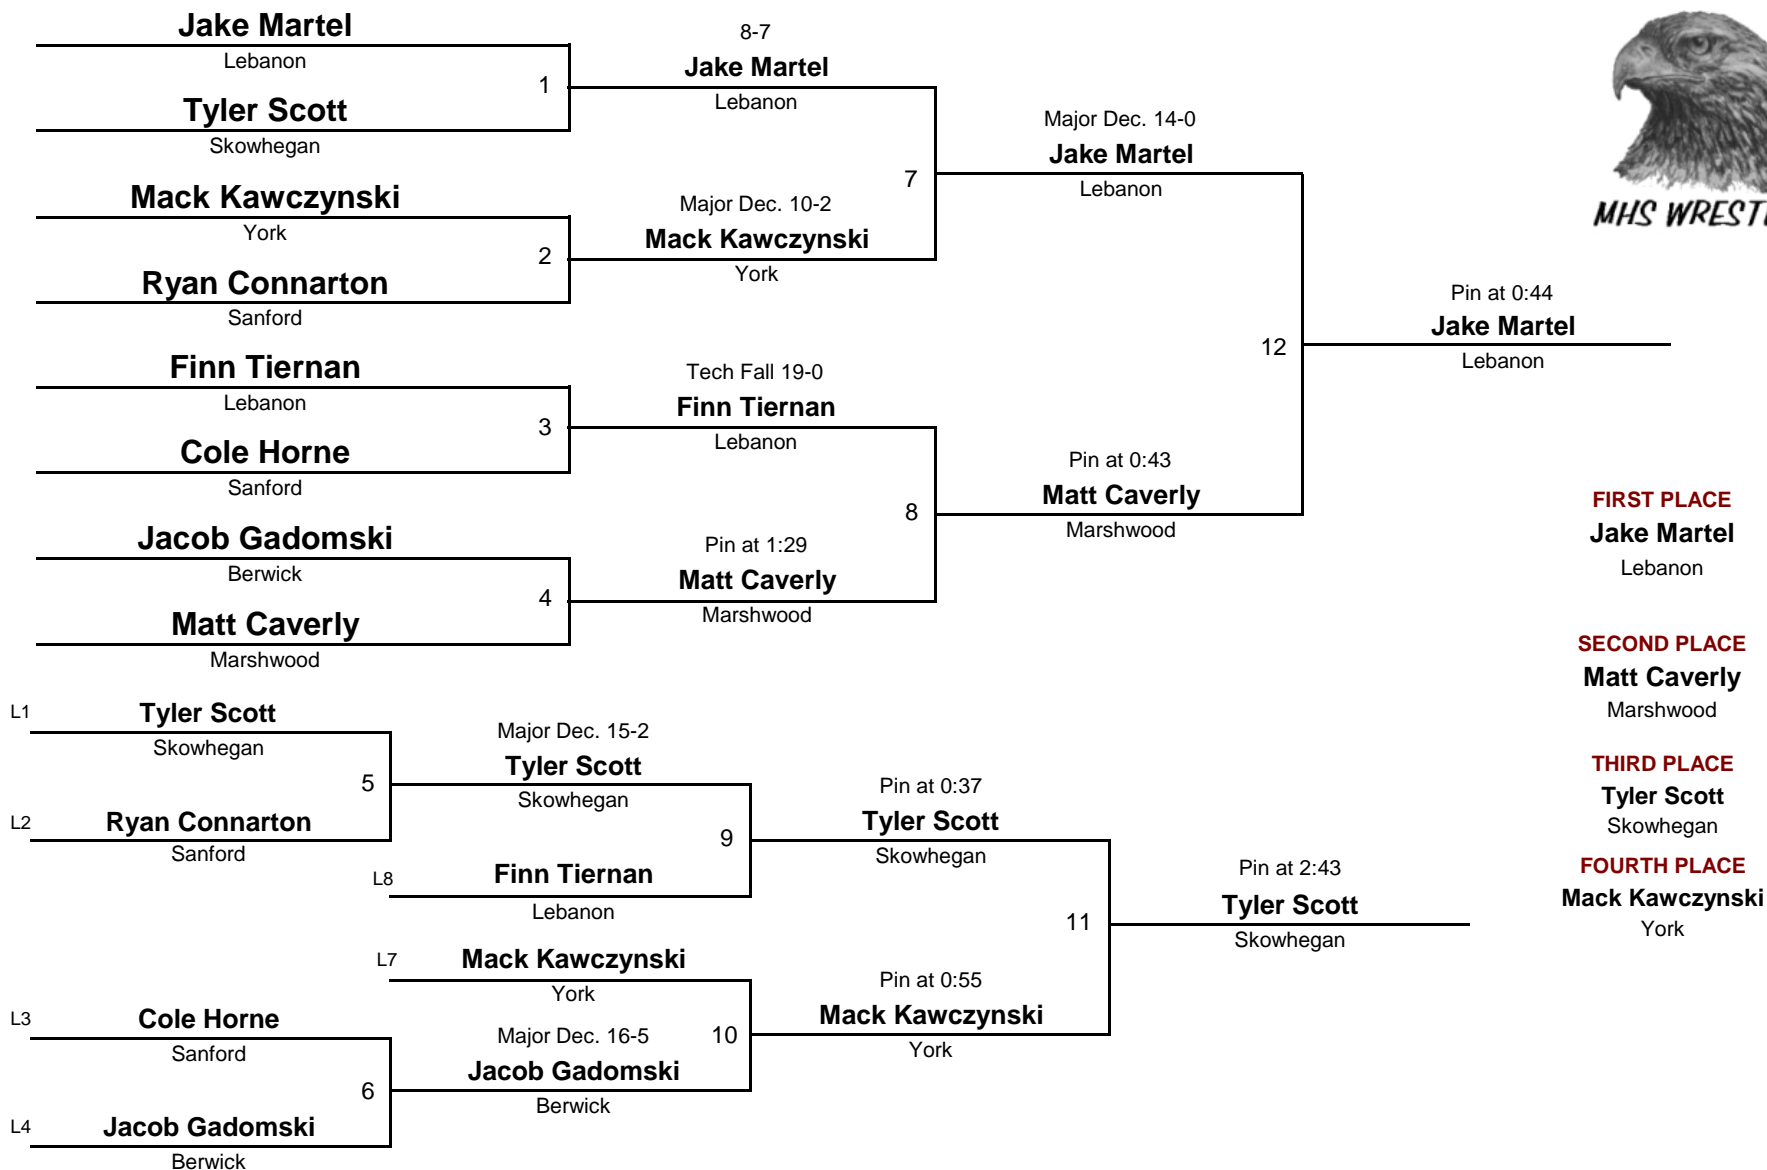 Jake Martel
Lebanon
1
Tyler Scott
Skowhegan
Mack Kawczynski
York
2
Ryan Connarton
Sanford
Finn Tiernan
Lebanon
3
Cole Horne
Sanford
Jacob Gadomski
Berwick
4
Matt Caverly
Marshwood
8-7
Jake Martel
Lebanon
7
Major Dec. 10-2
Mack Kawczynski
York
Tech Fall 19-0
Finn Tiernan
Lebanon
8
Pin at 1:29
Matt Caverly
Marshwood
Major Dec. 14-0
Jake Martel
Lebanon
12
Pin at 0:43
Matt Caverly
Marshwood
Pin at 0:44
Jake Martel
Lebanon
MHS
L1
Tyler Scott
Skowhegan
5
L2
Ryan Connarton
Sanford
Major Dec. 15-2
Tyler Scott
Skowhegan
9
L8
Finn Tiernan
Lebanon
L7
Mack Kawczynski
York
10
L3
Cole Horne
Sanford
6
L4
Jacob Gadomski
Berwick
Major Dec. 16-5
Jacob Gadomski
Berwick
Pin at 0:37
Tyler Scott
Skowhegan
11
Pin at 0:55
Mack Kawczynski
York
Pin at 2:43
Tyler Scott
Skowhegan
FIRST PLACE
Jake Martel
Lebanon
SECOND PLACE
Matt Caverly
Marshwood
THIRD PLACE
Tyler Scott
Skowhegan
FOURTH PLACE
Mack Kawczynski
York